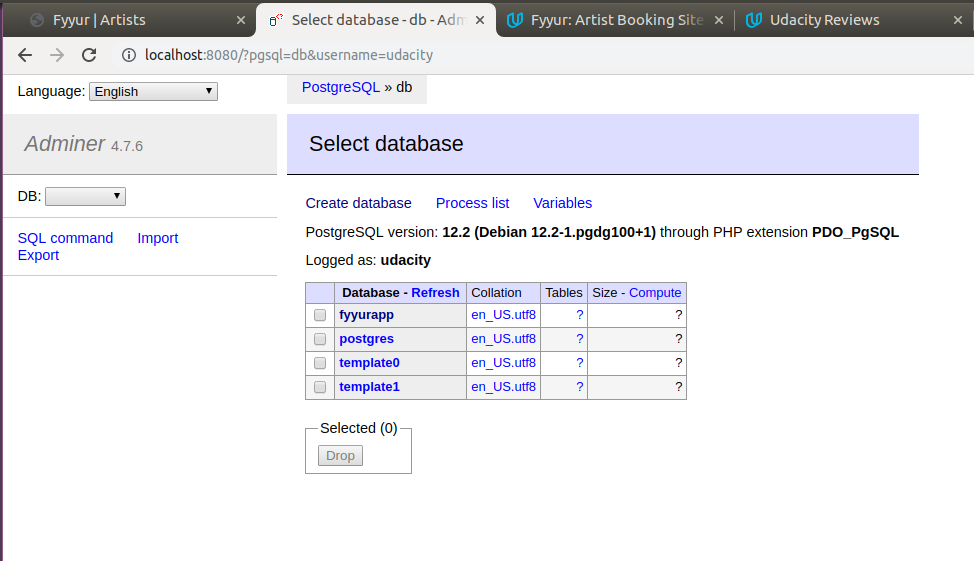 Fyyur | Artists
Select database - db - Adm
Fyyur: Artist Booking Site
Udacity Reviews
localhost:8080/?pgsql=db&username=udacity
Language: English
PostgreSQL » db
Adminer 4.7.6
Select database
DB:
SQL command Import
Export
Create database Process list Variables
PostgreSQL version: 12.2 (Debian 12.2-1.pgdg100+1) through PHP extension PDO_PgSQL
Logged as: udacity
Database - Refresh Collation Tables Size - Compute
fyyurapp en_US.utf8 ? ?
postgres en_US.utf8 ? ?
template0 en_US.utf8 ? ?
template1 en_US.utf8 ? ?
Selected (0)
Drop